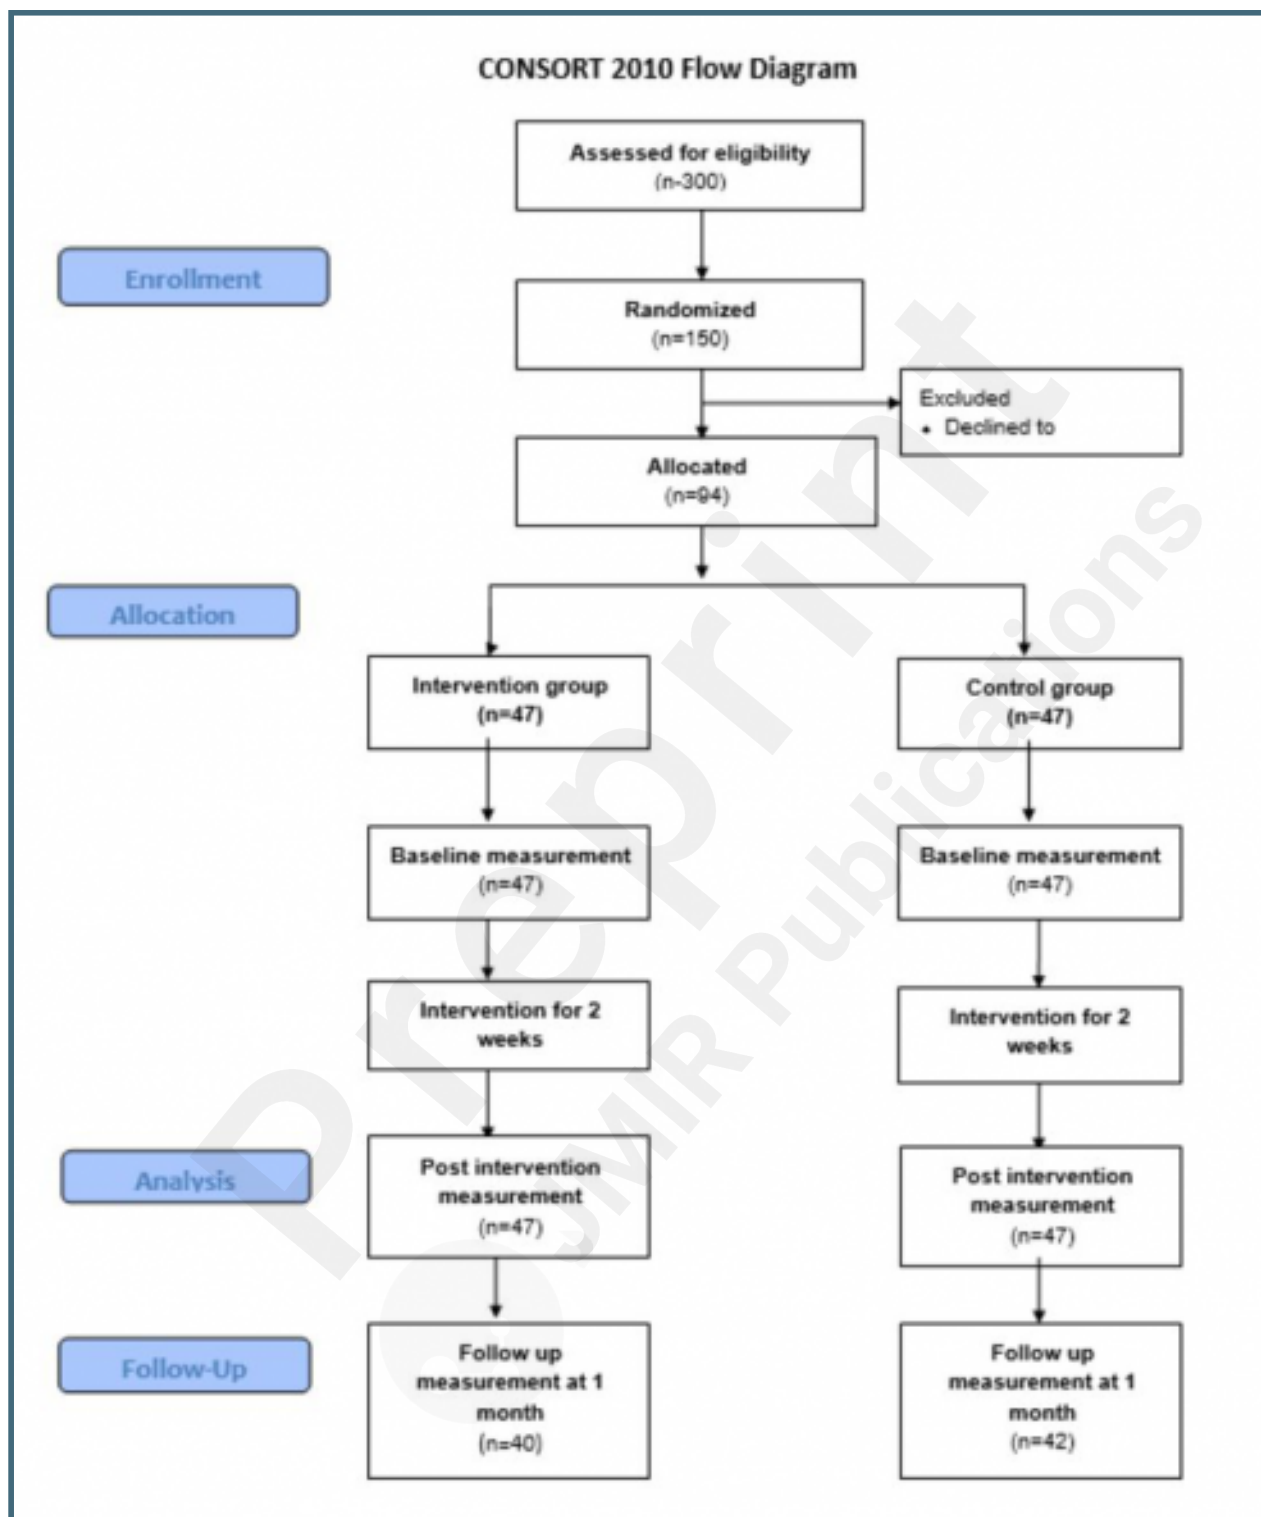 CONSORT 2010 Flow Diagram
Assessed for eligibility
(n-300)
Enrollment
Randomized
(n=150)
Excluded
• Declined to
Allocated
(n=94)
Allocation
Intervention group
(n=47)
Control group
(n=47)
Baseline measurement
(n=47)
Baseline measurement
(n=47)
Intervention for 2
weeks
Intervention for 2
weeks
Analysis
Post intervention
measurement
(n=47)
Post intervention
measurement
(n=47)
Follow-Up
Follow up
measurement at 1
month
(n=40)
Follow up
measurement at 1
month
(n=42)
Preprint
JMIR Publications